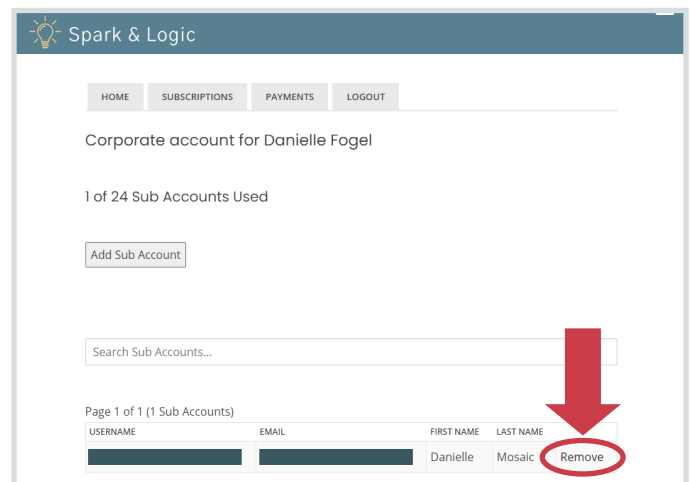 Spark & Logic
HOME SUBSCRIPTIONS PAYMENTS LOGOUT
Corporate account for Danielle Fogel
1 of 24 Sub Accounts Used
Add Sub Account
Search Sub Accounts...
Page 1 of 1 (1 Sub Accounts)
USERNAME EMAIL FIRST NAME LAST NAME
Danielle Mosaic Remove